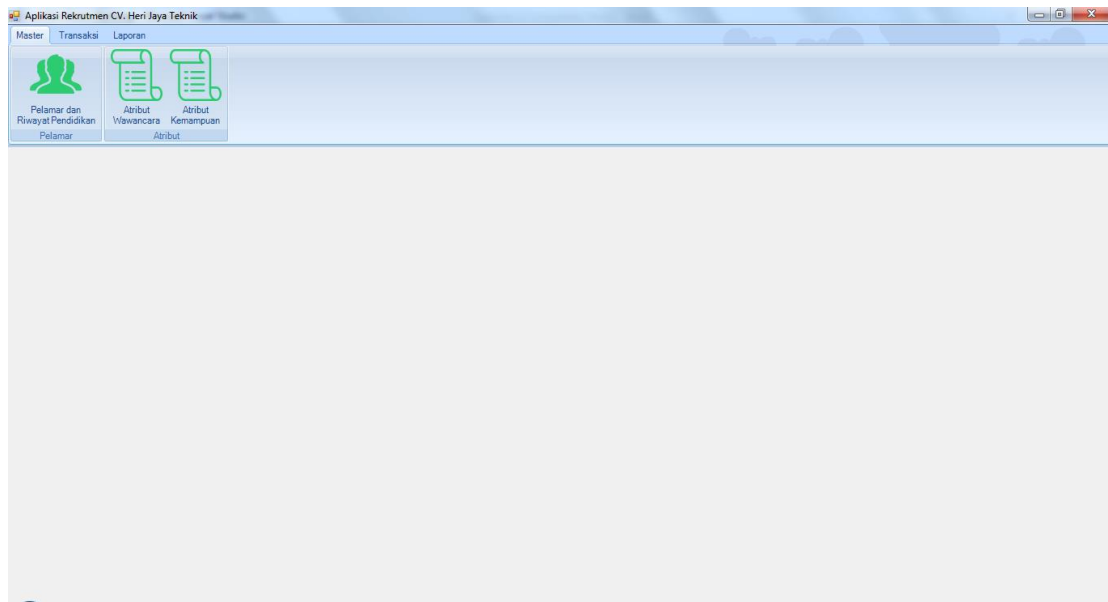 Aplikasi Rekrutmen CV. Heri Jaya Teknik
Master Transaksi Laporan
Pelamar dan
Riwayat Pendidikan
Atribut
Wawancara
Atribut
Kemampuan
Pelamar
Atribut